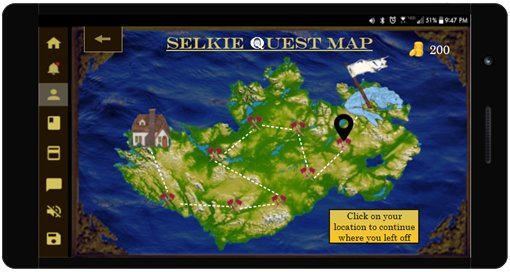 51% 9:47 PM
SELKIE QUEST MAP
200
Click on your
location to continue
where you left off